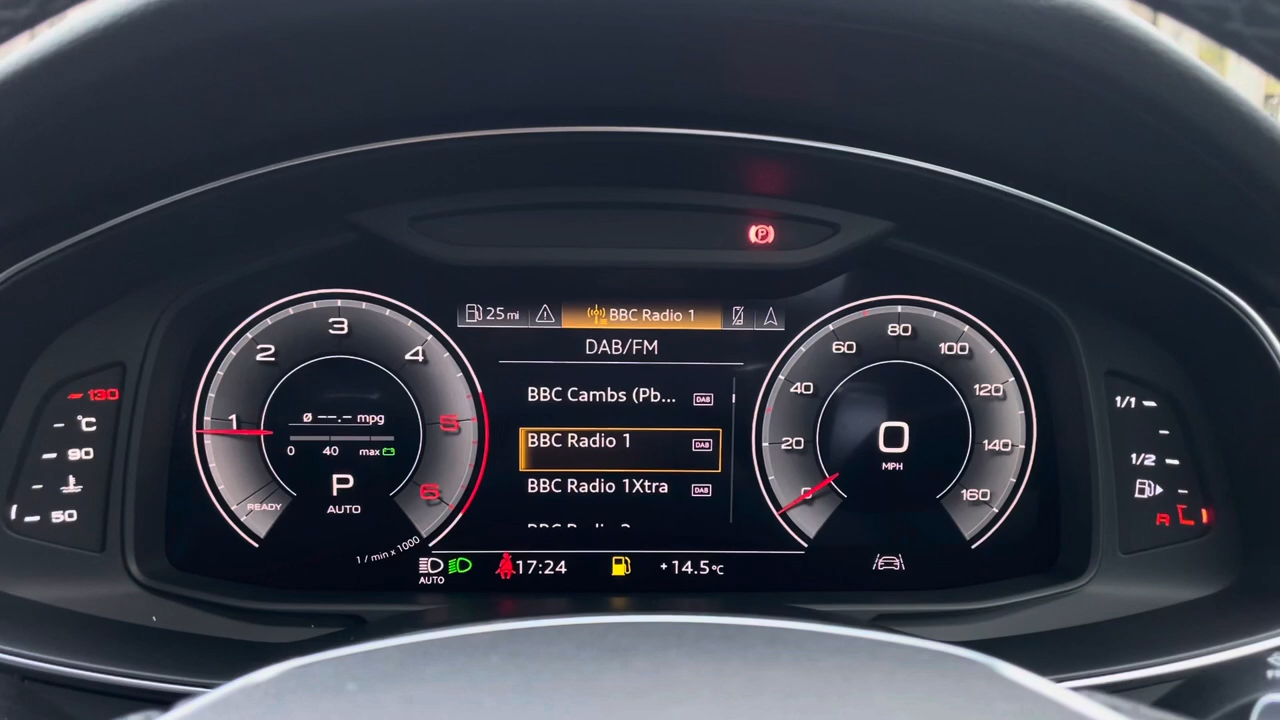 P
25 mi
BBC Radio 1
DAB/FM
BBC Cambs (Pb...
DAB
BBC Radio 1
DAB
BBC Radio 1Xtra
DAB
1
2
3
4
5
6
READY
ø --.- mpg
0 40 max
P
AUTO
1 / min x 1000
0
20
40
60
80
100
120
140
160
0
MPH
130
°C
90
50
1/1
1/2
R
AUTO
17:24
+14.5°C